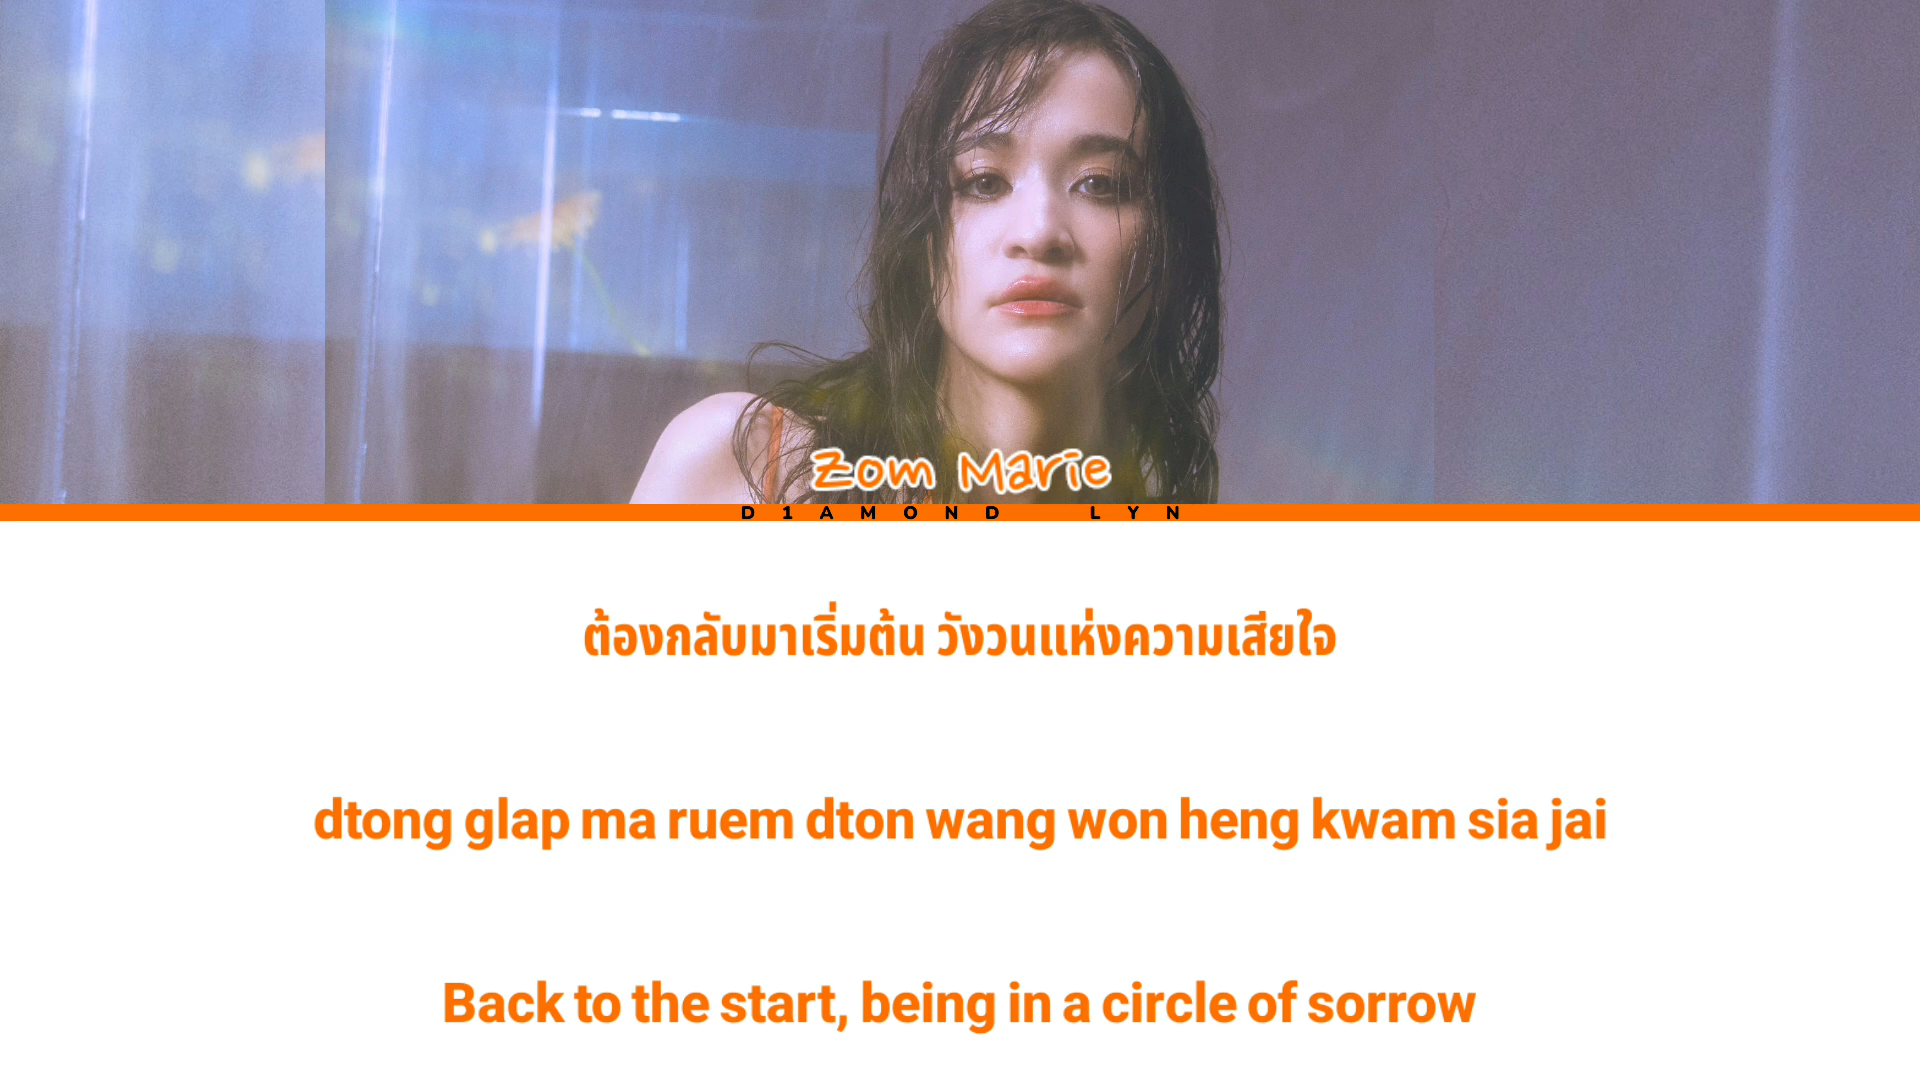 Zom Marie
D1AMOND LYN
ต้องกลับมาเริ่มต้น วังวนแห่งความเสียใจ
dtong glap ma ruem dton wang won heng kwam sia jai
Back to the start, being in a circle of sorrow